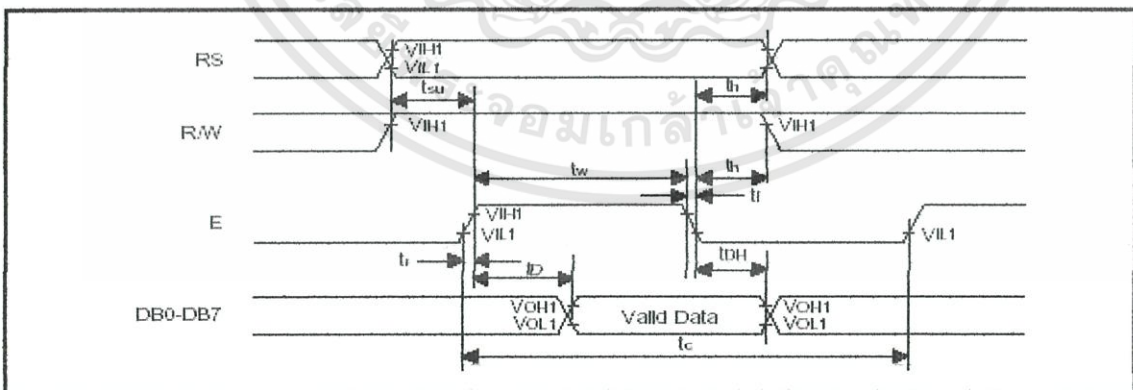 RS
VIH1
VIL1
tsu
th
R/W
VIH1
VIH1
tw
th
tf
E
VIH1
VIL1
VIL1
tr
tD
tDH
DB0-DB7
VOH1
VOL1
Valid Data
VOH1
VOL1
tc